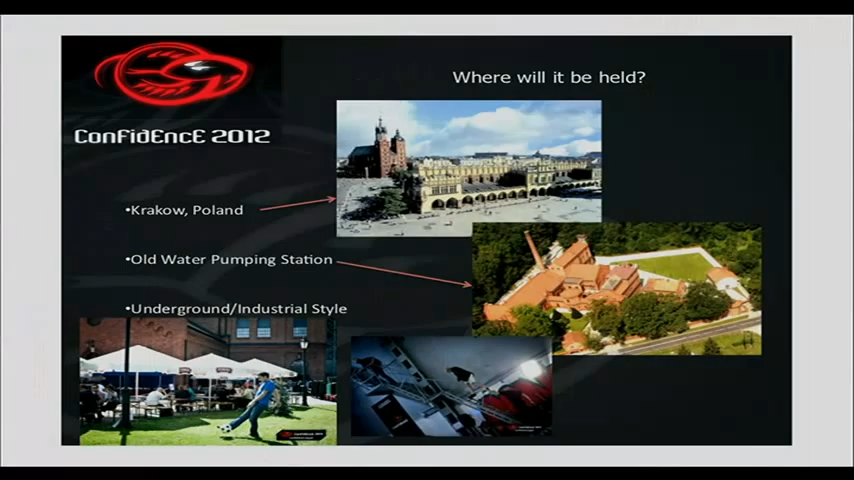 Where will it be held?
ConfidEncE 2012
•Krakow, Poland
•Old Water Pumping Station
•Underground/Industrial Style